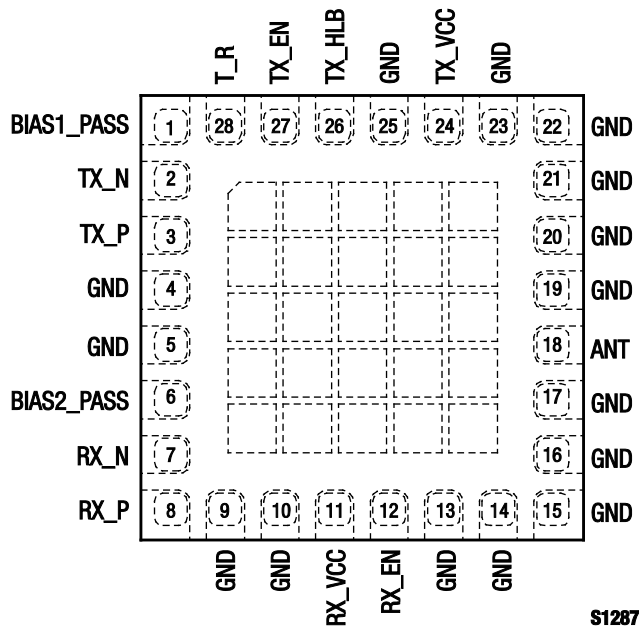 T_R
TX_EN
TX_HLB
GND
TX_VCC
GND
BIAS1_PASS 1 28 27 26 25 24 23 22 GND
TX_N 2 21 GND
TX_P 3 20 GND
GND 4 19 GND
GND 5 18 ANT
BIAS2_PASS 6 17 GND
RX_N 7 16 GND
RX_P 8 9 10 11 12 13 14 15 GND
GND
GND
RX_VCC
RX_EN
GND
GND
S1287